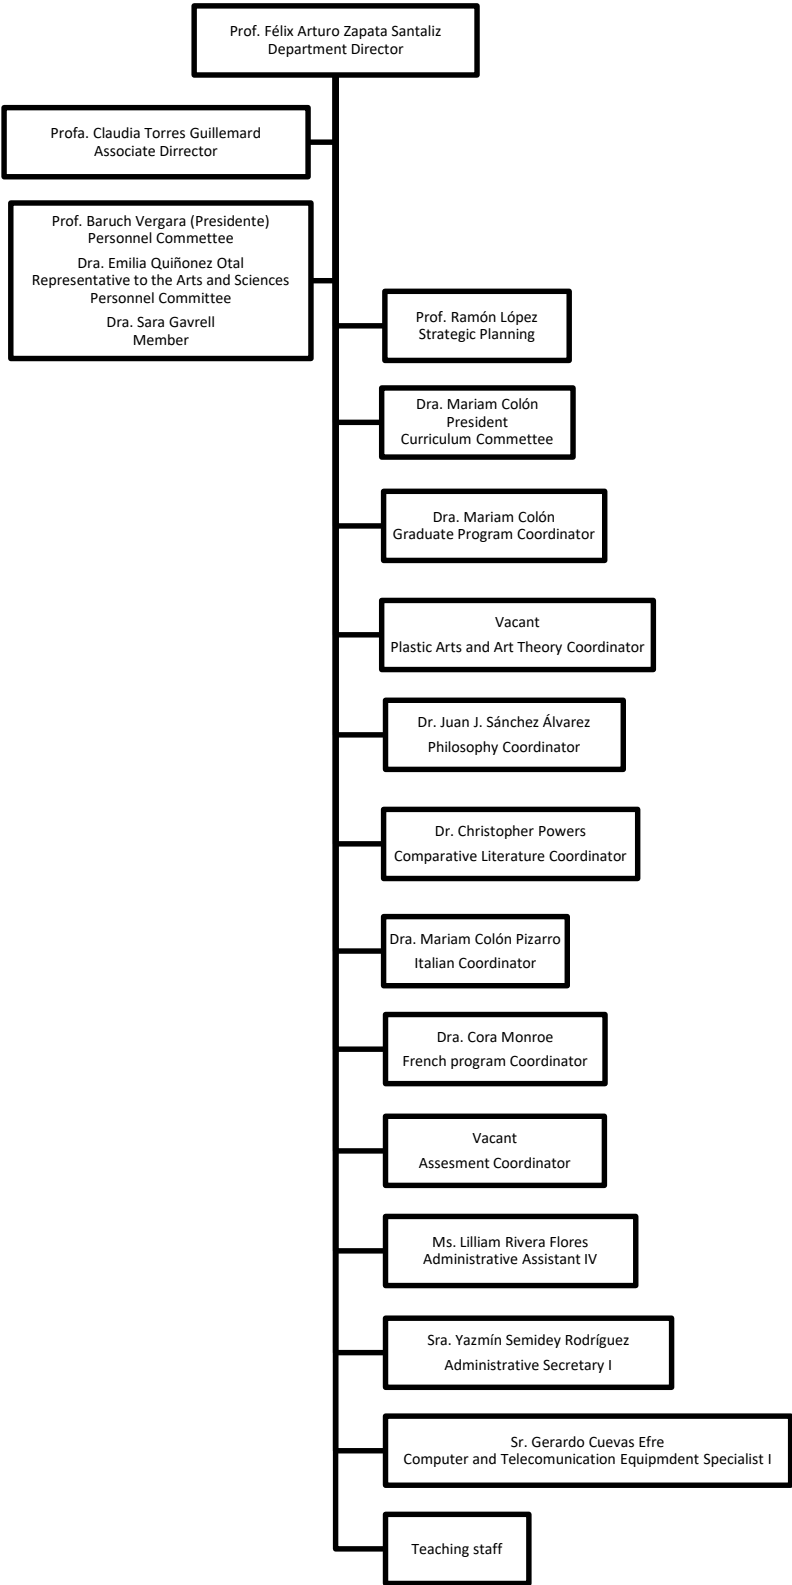 Prof. Félix Arturo Zapata Santaliz
Department Director
Profa. Claudia Torres Guillemard
Associate Dirrector
Prof. Baruch Vergara (Presidente)
Personnel Committee
Dra. Emilia Quiñonez Otal
Representative to the Arts and Sciences
Personnel Committee
Dra. Sara Gavrell
Member
Prof. Ramón López
Strategic Planning
Dra. Mariam Colón
President
Curriculum Commettee
Dra. Mariam Colón
Graduate Program Coordinator
Vacant
Plastic Arts and Art Theory Coordinator
Dr. Juan J. Sánchez Álvarez
Philosophy Coordinator
Dr. Christopher Powers
Comparative Literature Coordinator
Dra. Mariam Colón Pizarro
Italian Coordinator
Dra. Cora Monroe
French program Coordinator
Vacant
Assesment Coordinator
Ms. Lilliam Rivera Flores
Administrative Assistant IV
Sra. Yazmín Semidey Rodríguez
Administrative Secretary I
Sr. Gerardo Cuevas Efre
Computer and Telecomunication Equipmdent Specialist I
Teaching staff